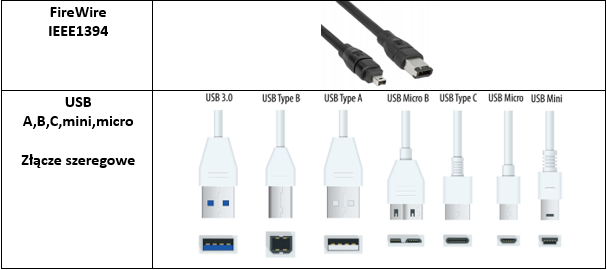 FireWire
IEEE1394
USB
A,B,C,mini,micro
Złącze szeregowe
USB 3.0
USB Type B
USB Type A
USB Micro B
USB Type C
USB Micro
USB Mini